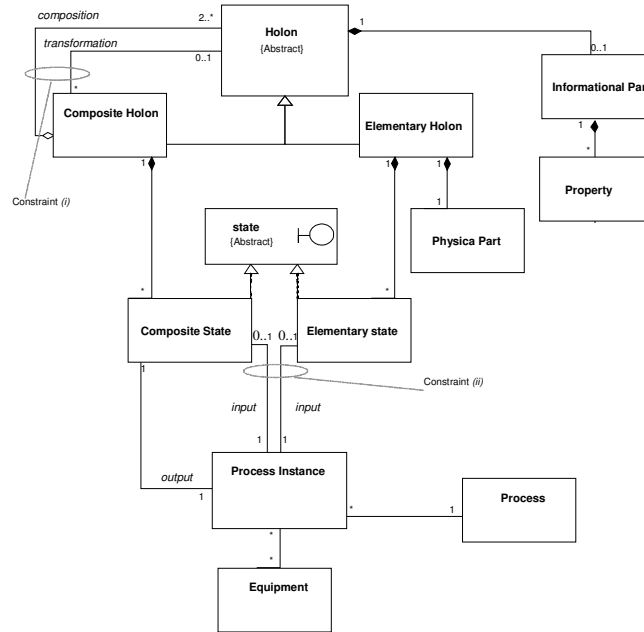 composition
2..*
Holon
{Abstract}
1
transformation
0..1
0..1
*
Composite Holon
Elementary Holon
Informational Par
1
*
1
1
1
Constraint (i)
Property
1
state
{Abstract}
Physica Part
*
*
Composite State
Elementary state
0..1
0..1
1
Constraint (ii)
input
input
1
1
Process Instance
output
1
Process
*
1
*
*
Equipment